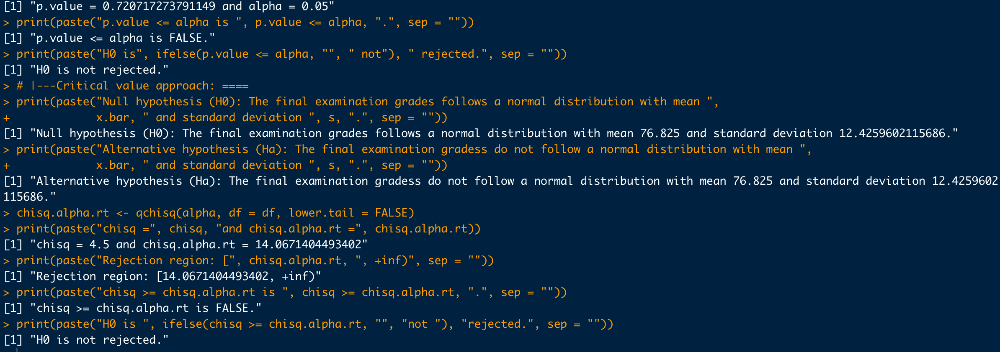 [1] "p.value = 0.720717273791149 and alpha = 0.05"
> print(paste("p.value <= alpha is ", p.value <= alpha, ".", sep = ""))
[1] "p.value <= alpha is FALSE."
> print(paste("H0 is", ifelse(p.value <= alpha, "", " not"), " rejected.", sep = ""))
[1] "H0 is not rejected."
> # |---Critical value approach: ====
> print(paste("Null hypothesis (H0): The final examination grades follows a normal distribution with mean ",
+             x.bar, " and standard deviation ", s, ".", sep = ""))
[1] "Null hypothesis (H0): The final examination grades follows a normal distribution with mean 76.825 and standard deviation 12.4259602115686."
> print(paste("Alternative hypothesis (Ha): The final examination gradess do not follow a normal distribution with mean ",
+             x.bar, " and standard deviation ", s, ".", sep = ""))
[1] "Alternative hypothesis (Ha): The final examination gradess do not follow a normal distribution with mean 76.825 and standard deviation 12.4259602
115686."
> chisq.alpha.rt <- qchisq(alpha, df = df, lower.tail = FALSE)
> print(paste("chisq =", chisq, "and chisq.alpha.rt =", chisq.alpha.rt))
[1] "chisq = 4.5 and chisq.alpha.rt = 14.0671404493402"
> print(paste("Rejection region: [", chisq.alpha.rt, ", +inf)", sep = ""))
[1] "Rejection region: [14.0671404493402, +inf)"
> print(paste("chisq >= chisq.alpha.rt is ", chisq >= chisq.alpha.rt, ".", sep = ""))
[1] "chisq >= chisq.alpha.rt is FALSE."
> print(paste("H0 is ", ifelse(chisq >= chisq.alpha.rt, "", "not "), "rejected.", sep = ""))
[1] "H0 is not rejected."